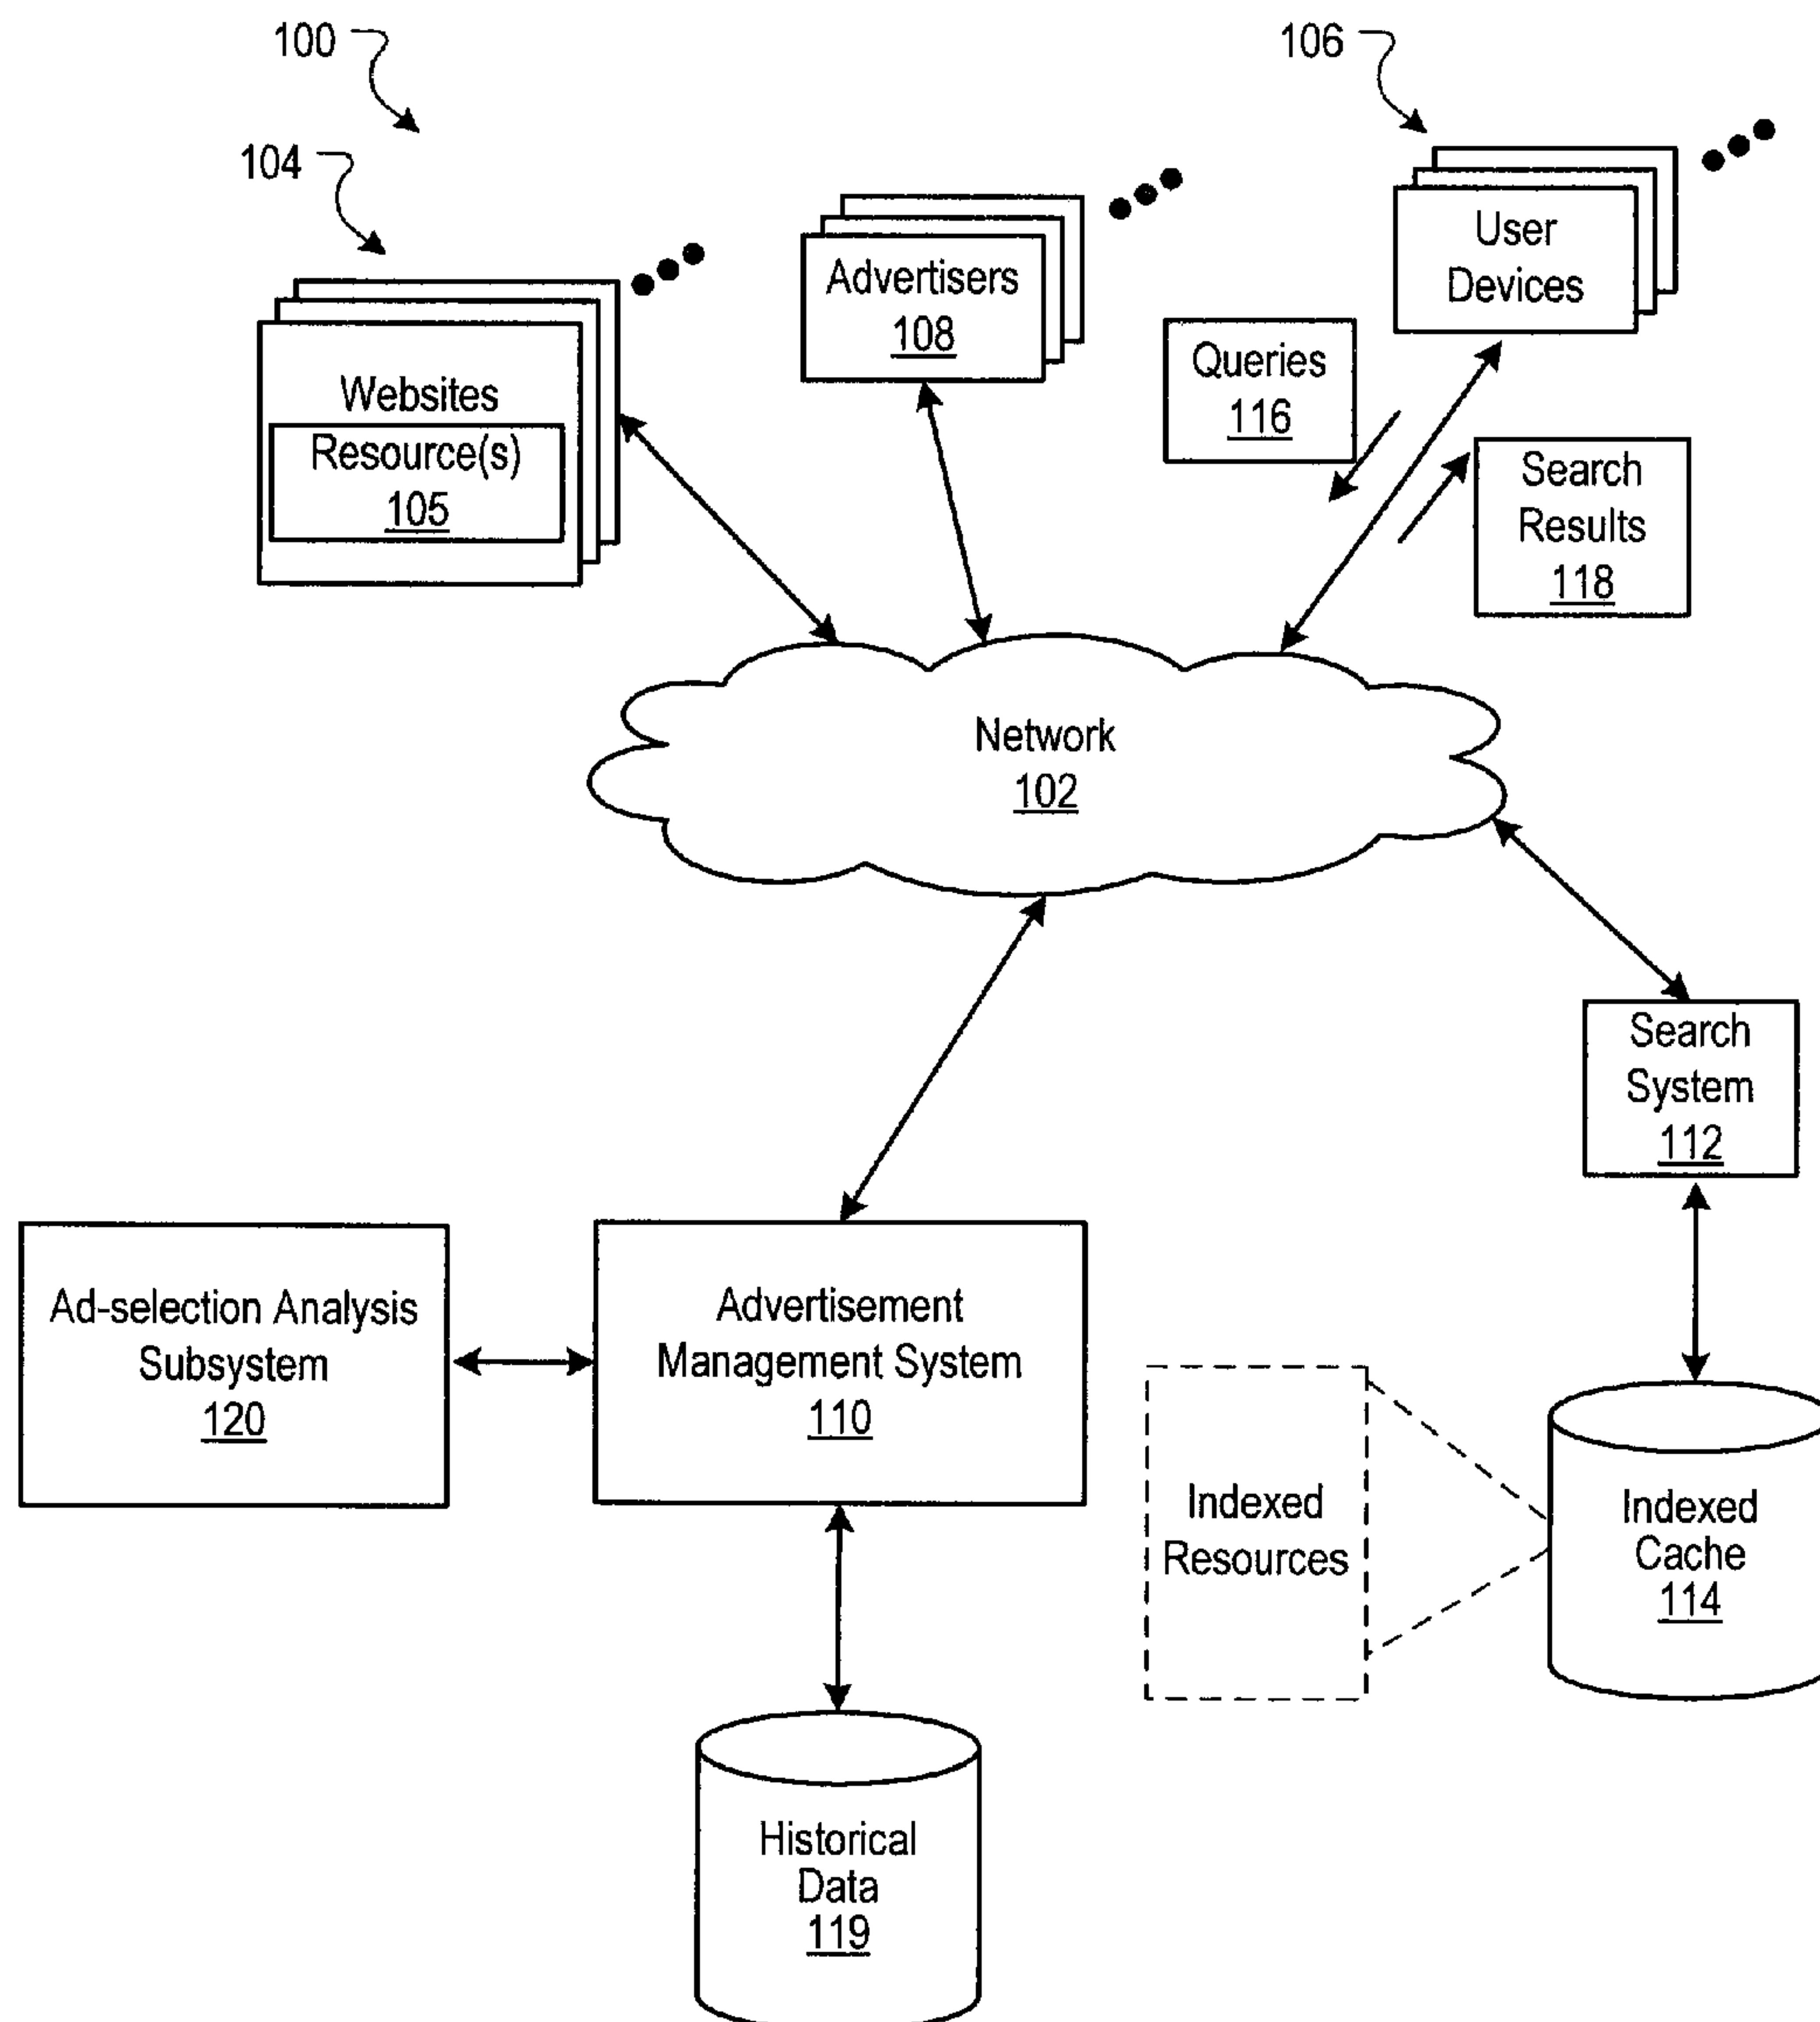 100
106
104
User
Devices
Advertisers
108
Queries
116
Websites
Resource(s)
105
Search
Results
118
Network
102
Search
System
112
Ad-selection Analysis
Subsystem
120
Advertisement
Management System
110
Indexed
Resources
Indexed
Cache
114
Historical
Data
119